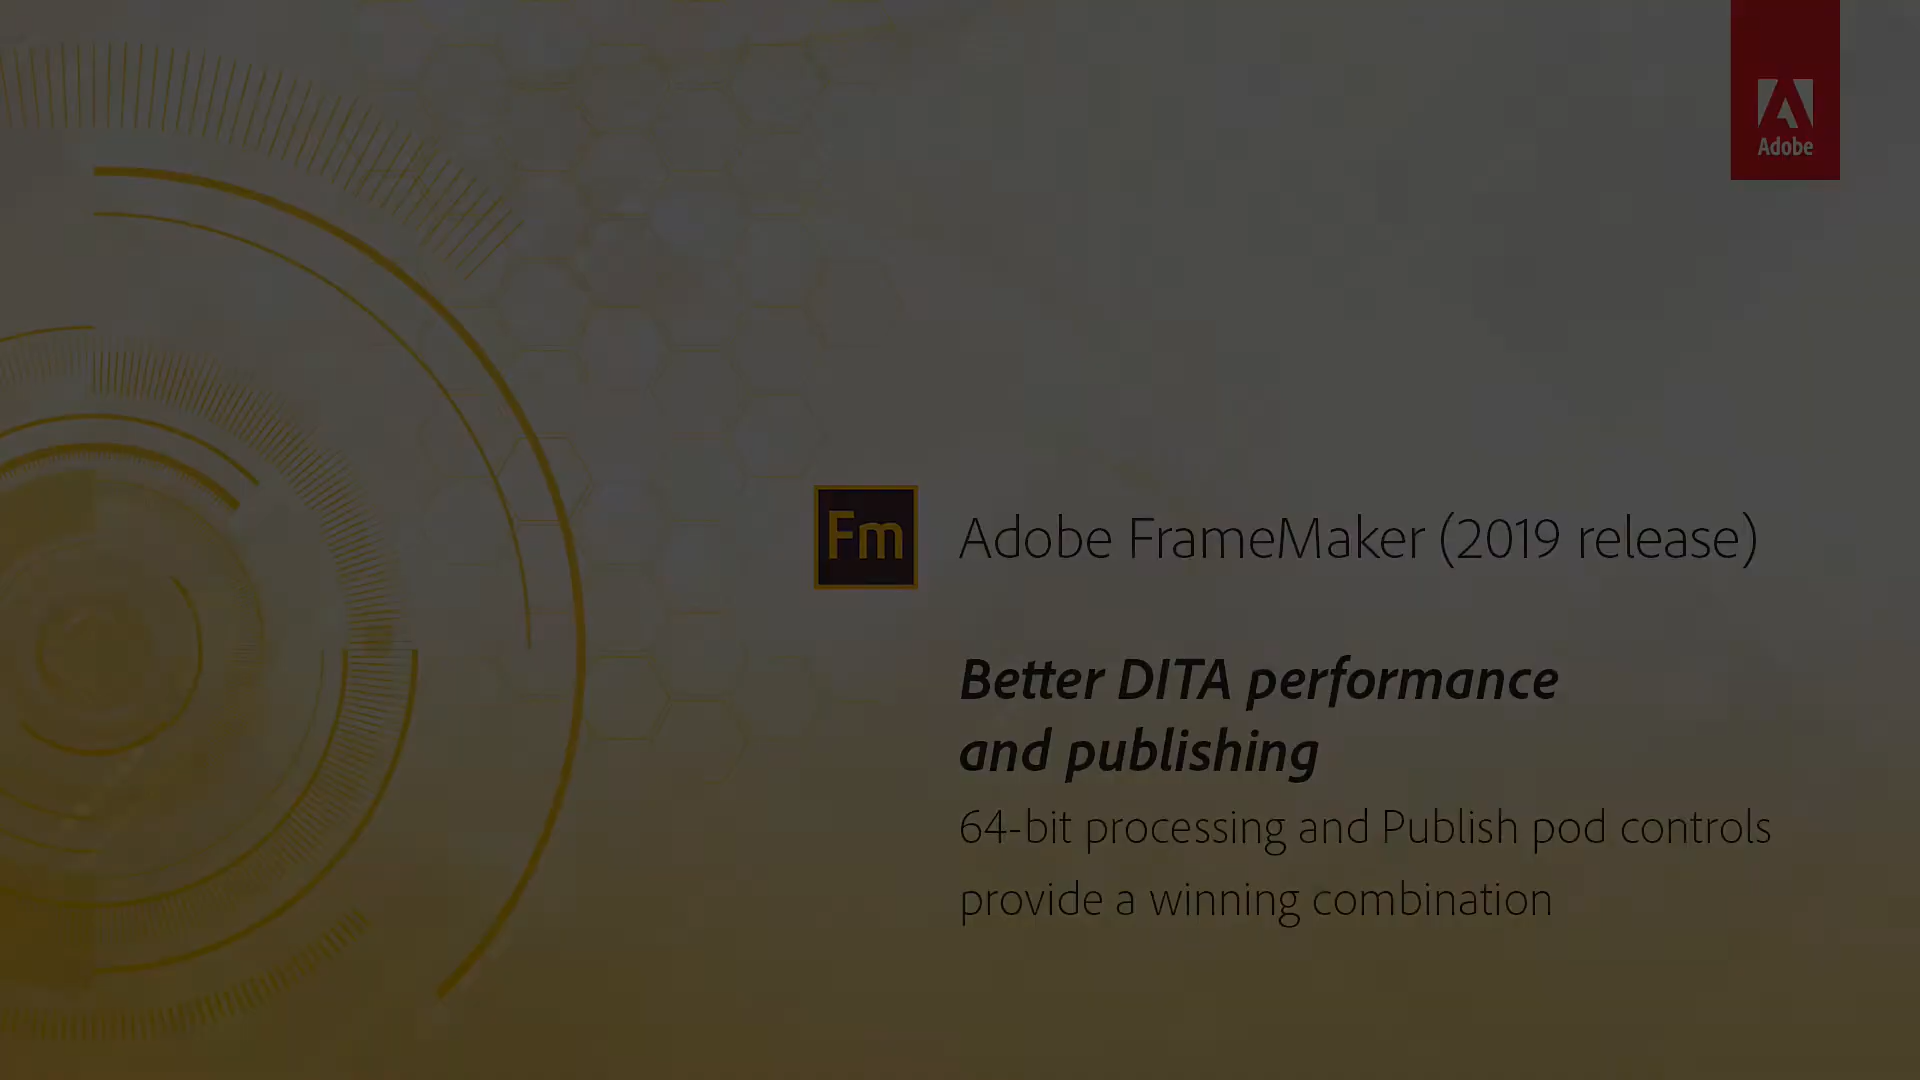 Adobe
Fm
Adobe FrameMaker (2019 release)
Better DITA performance
and publishing
64-bit processing and Publish pod controls
provide a winning combination